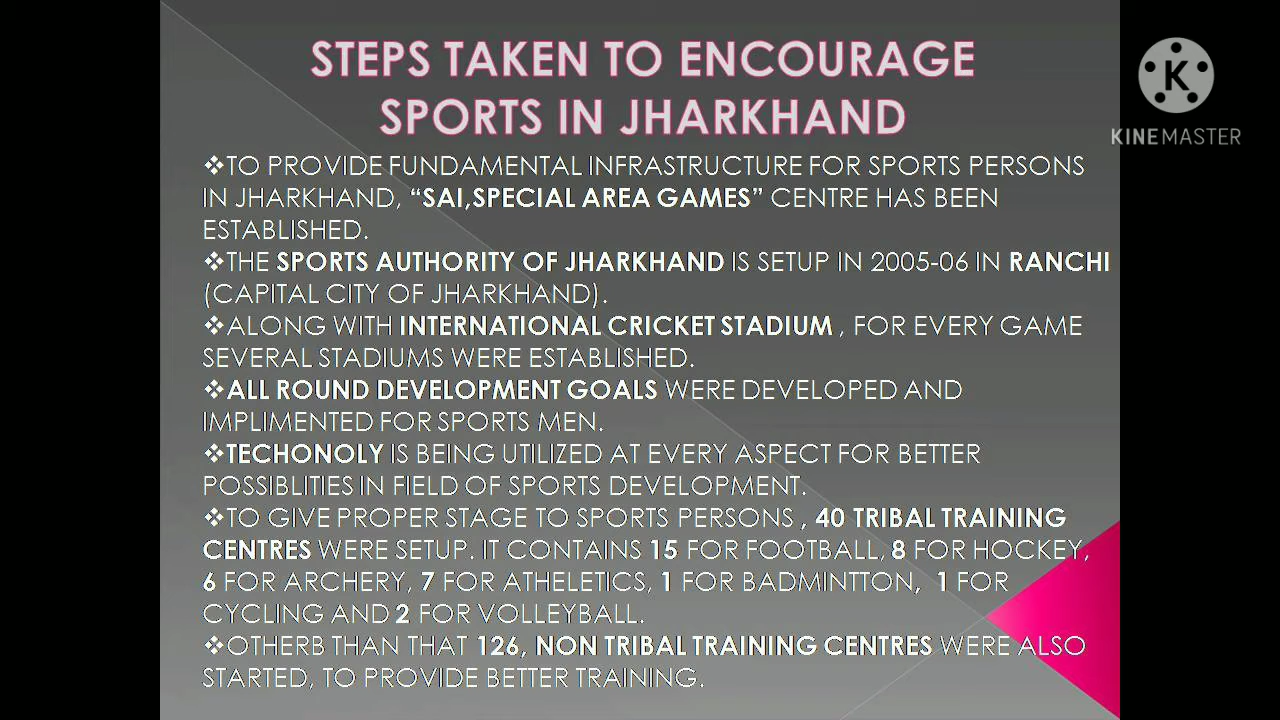 STEPS TAKEN TO ENCOURAGE
SPORTS IN JHARKHAND
K
KINEMASTER
❖TO PROVIDE FUNDAMENTAL INFRASTRUCTURE FOR SPORTS PERSONS
IN JHARKHAND, “SAI,SPECIAL AREA GAMES” CENTRE HAS BEEN
ESTABLISHED.
❖THE SPORTS AUTHORITY OF JHARKHAND IS SETUP IN 2005-06 IN RANCHI
(CAPITAL CITY OF JHARKHAND).
❖ALONG WITH INTERNATIONAL CRICKET STADIUM , FOR EVERY GAME
SEVERAL STADIUMS WERE ESTABLISHED.
❖ALL ROUND DEVELOPMENT GOALS WERE DEVELOPED AND
IMPLIMENTED FOR SPORTS MEN.
❖TECHONOLY IS BEING UTILIZED AT EVERY ASPECT FOR BETTER
POSSIBLITIES IN FIELD OF SPORTS DEVELOPMENT.
❖TO GIVE PROPER STAGE TO SPORTS PERSONS , 40 TRIBAL TRAINING
CENTRES WERE SETUP. IT CONTAINS 15 FOR FOOTBALL, 8 FOR HOCKEY,
6 FOR ARCHERY, 7 FOR ATHELETICS, 1 FOR BADMINTTON, 1 FOR
CYCLING AND 2 FOR VOLLEYBALL.
❖OTHERB THAN THAT 126, NON TRIBAL TRAINING CENTRES WERE ALSO
STARTED, TO PROVIDE BETTER TRAINING.